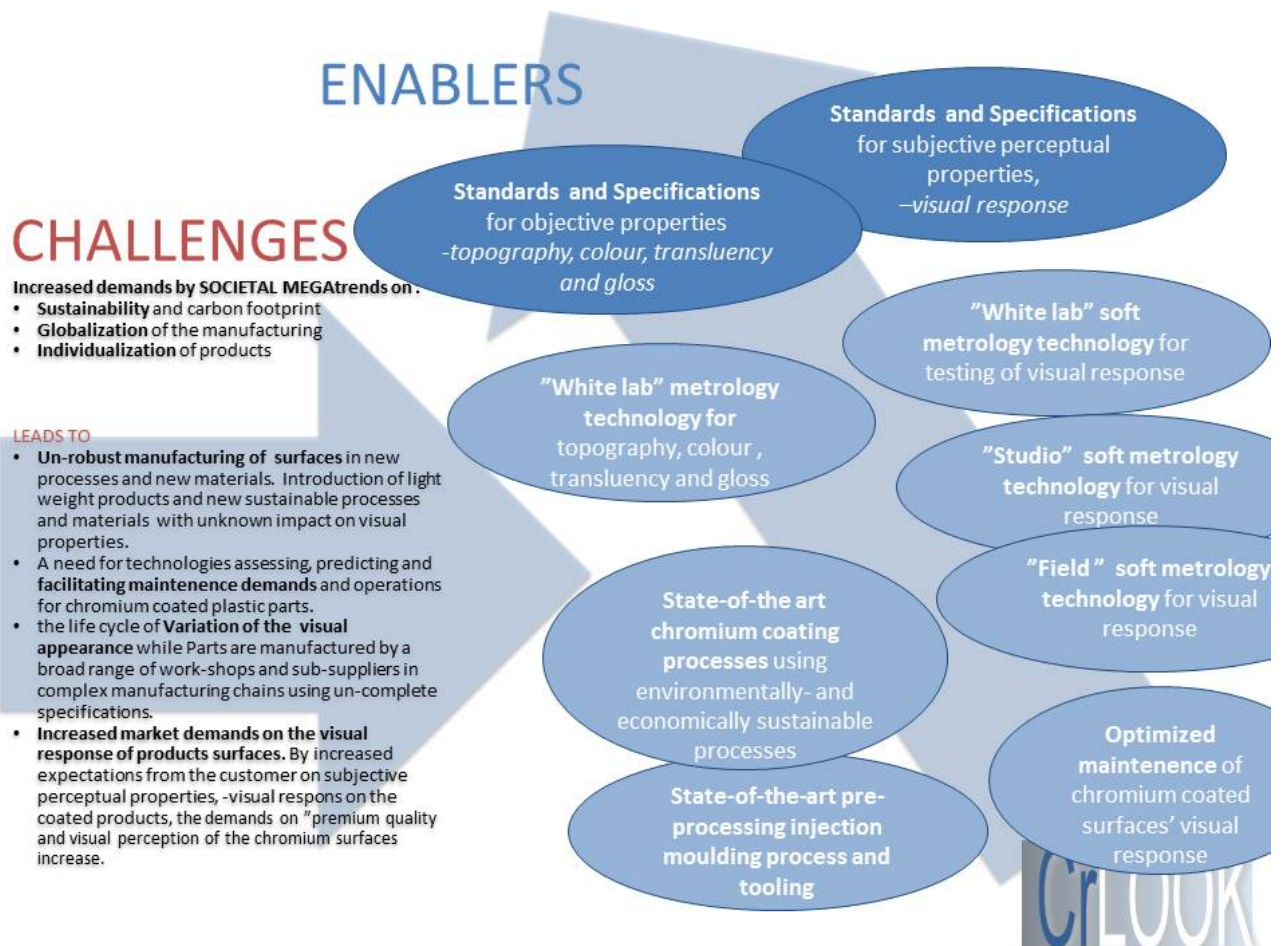 ENABLERS
CHALLENGES
Increased demands by SOCIETAL MEGAtrends on :
• Sustainability and carbon footprint
• Globalization of the manufacturing
• Individualization of products
LEADS TO
• Un-robust manufacturing of surfaces in new
processes and new materials. Introduction of light
weight products and new sustainable processes
and materials with unknown impact on visual
properties.
• A need for technologies assessing, predicting and
facilitating maintenence demands and operations
for chromium coated plastic parts.
• the life cycle of Variation of the visual
appearance while Parts are manufactured by a
broad range of work-shops and sub-suppliers in
complex manufacturing chains using un-complete
specifications.
• Increased market demands on the visual
response of products surfaces. By increased
expectations from the customer on subjective
perceptual properties, -visual respons on the
coated products, the demands on ”premium quality
and visual perception of the chromium surfaces
increase.
Standards and Specifications
for objective properties
-topography, colour, transluency
and gloss
Standards and Specifications
for subjective perceptual
properties,
–visual response
”White lab” metrology
technology for
topography, colour ,
transluency and gloss
”White lab” soft
metrology technology for
testing of visual response
”Studio” soft metrology
technology for visual
response
”Field ” soft metrology
technology for visual
response
State-of-the art
chromium coating
processes using
environmentally- and
economically sustainable
processes
State-of-the-art pre-
processing injection
moulding process and
tooling
Optimized
maintenence of
chromium coated
surfaces’ visual
response
CrLOOK